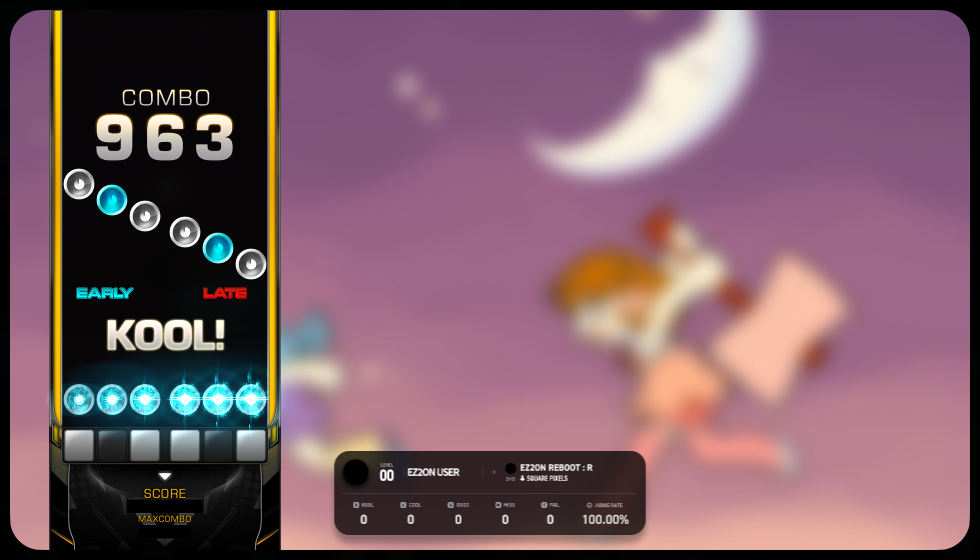 COMBO
963
EARLY LATE
KOOL!
SCORE
MAXCOMBO
LEVEL
00 EZ2ON USER
EZ2ON REBOOT : R
SQUARE PIXELS
KOOL COOL GOOD MISS FAIL JUDGE RATE
0 0 0 0 0 100.00%